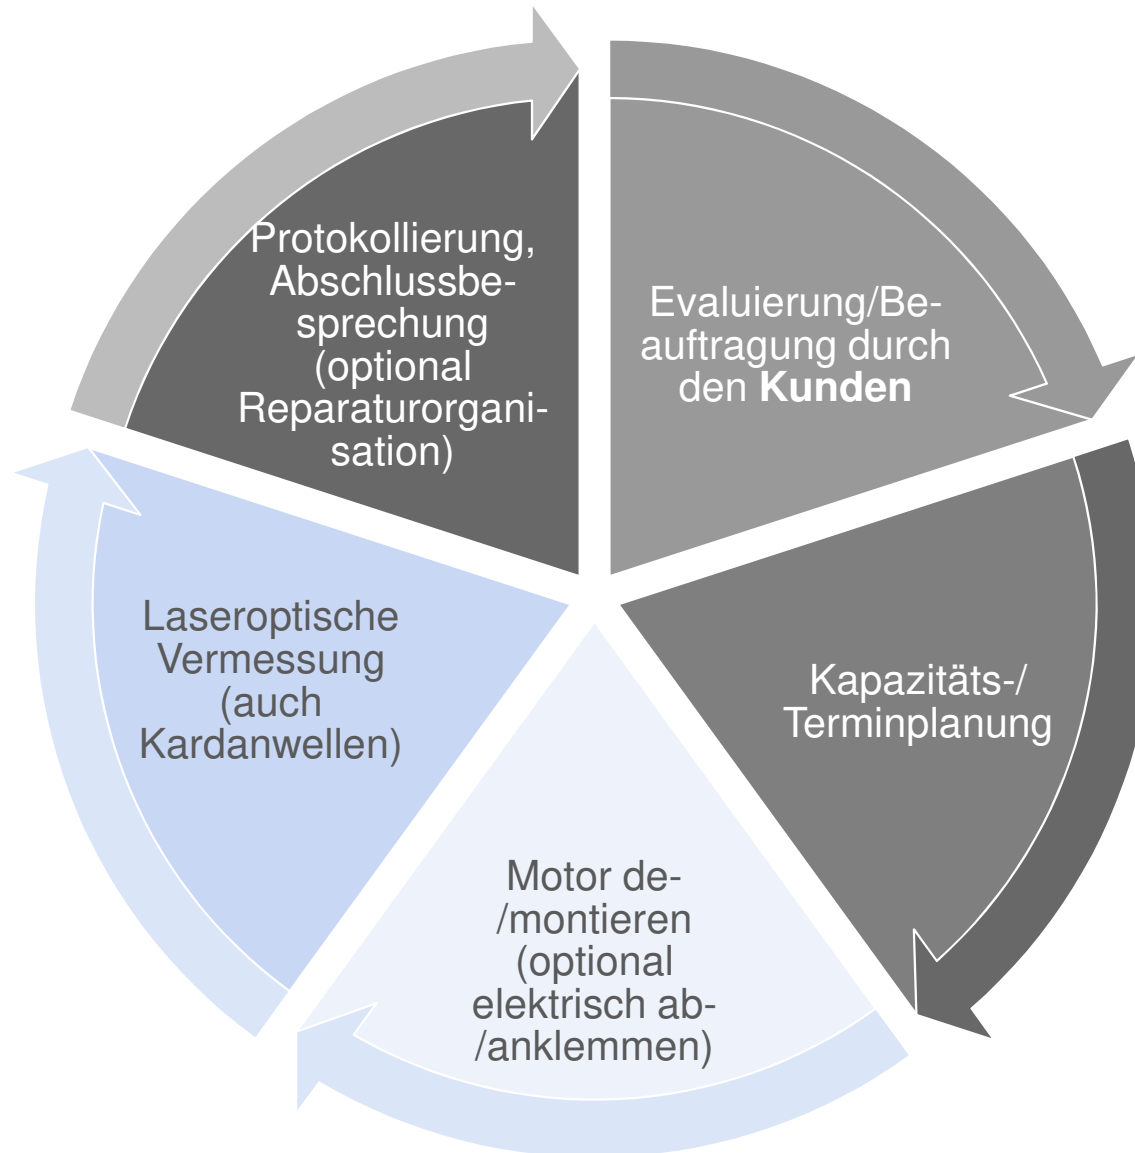 Protokollierung,
Abschlussbe-
sprechung
(optional
Reparaturorgani-
sation)
Evaluierung/Be-
auftragung durch
den Kunden
Kapazitäts-/
Terminplanung
Motor de-
/montieren
(optional
elektrisch ab-
/anklemmen)
Laseroptische
Vermessung
(auch
Kardanwellen)